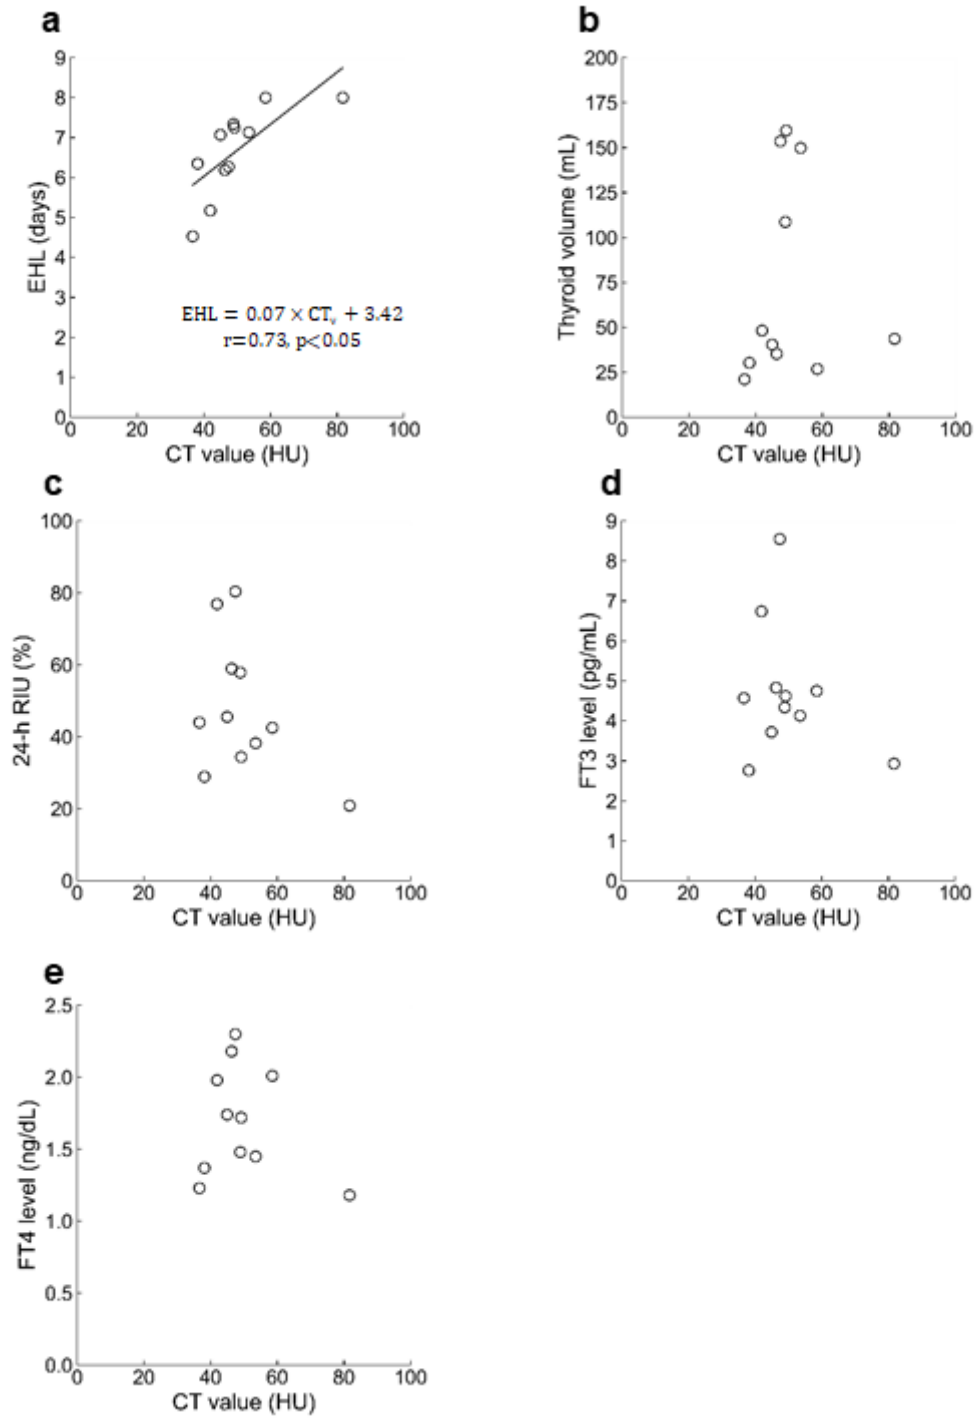 a
9
8
7
6
5
4
3
2
1
0
EHL (days)
EHL = 0.07 × CTᵥ + 3.42
r=0.73, p<0.05
0 20 40 60 80 100
CT value (HU)
b
200
175
150
125
100
75
50
25
0
Thyroid volume (mL)
0 20 40 60 80 100
CT value (HU)
c
100
80
60
40
20
0
24-h RIU (%)
0 20 40 60 80 100
CT value (HU)
d
9
8
7
6
5
4
3
2
1
0
FT3 level (pg/mL)
0 20 40 60 80 100
CT value (HU)
e
2.5
2.0
1.5
1.0
0.5
0.0
FT4 level (ng/dL)
0 20 40 60 80 100
CT value (HU)